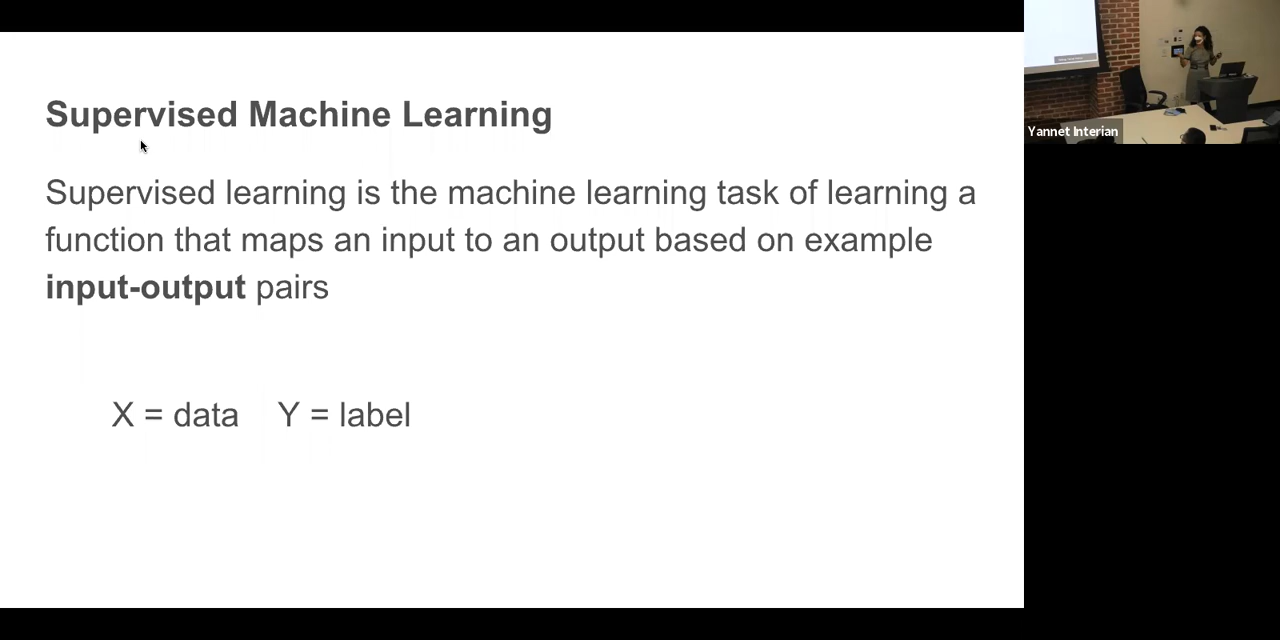 Supervised Machine Learning
Supervised learning is the machine learning task of learning a
function that maps an input to an output based on example
input-output pairs
X = data Y = label
Yannet Interian